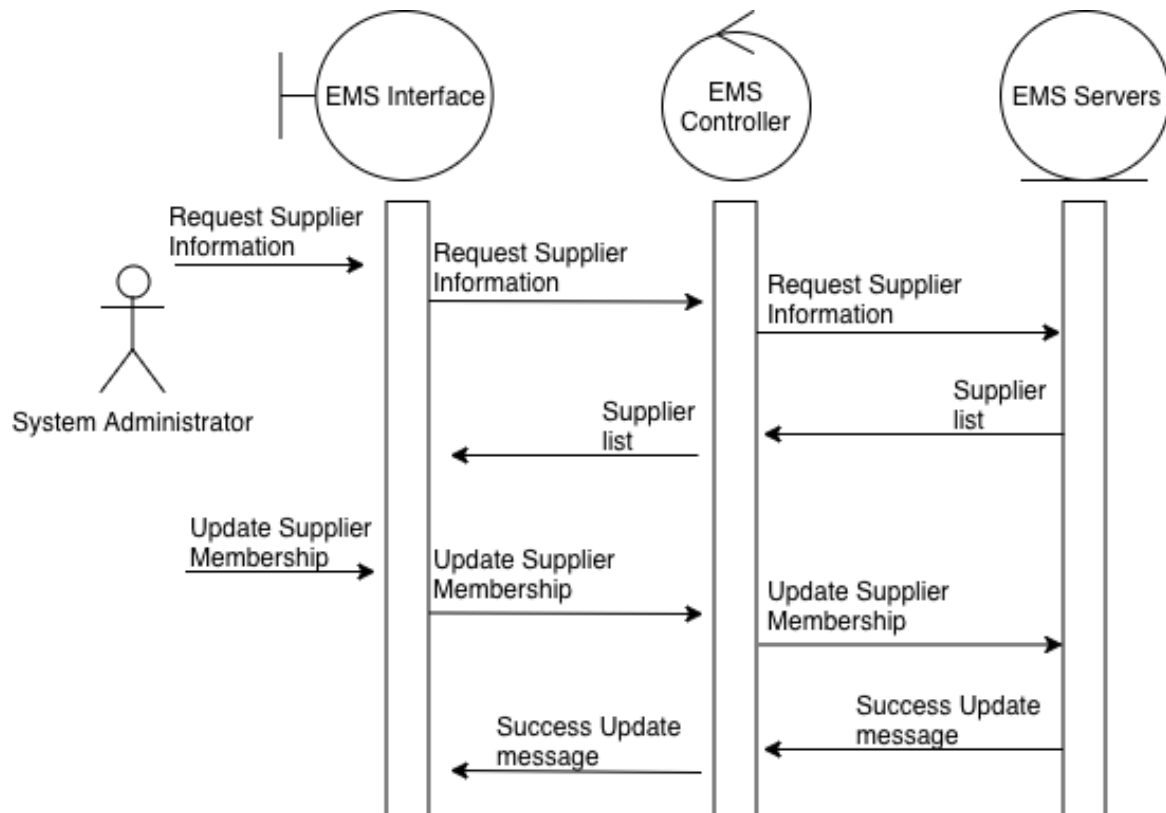 EMS Interface
EMS
Controller
EMS Servers
Request Supplier
Information
Request Supplier
Information
Request Supplier
Information
System Administrator
Supplier
list
Supplier
list
Update Supplier
Membership
Update Supplier
Membership
Update Supplier
Membership
Success Update
message
Success Update
message